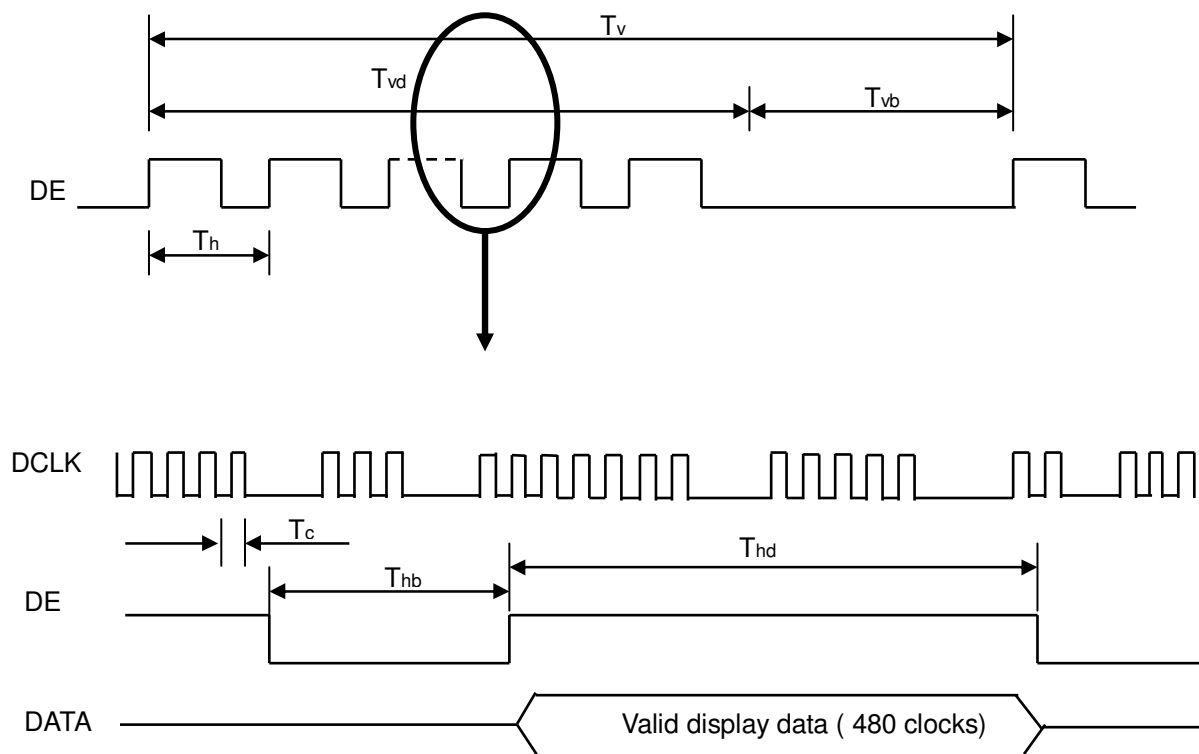 Tv
Tvd
Tvb
DE
Th
DCLK
Tc
Thd
Thb
DE
DATA
Valid display data ( 480 clocks)